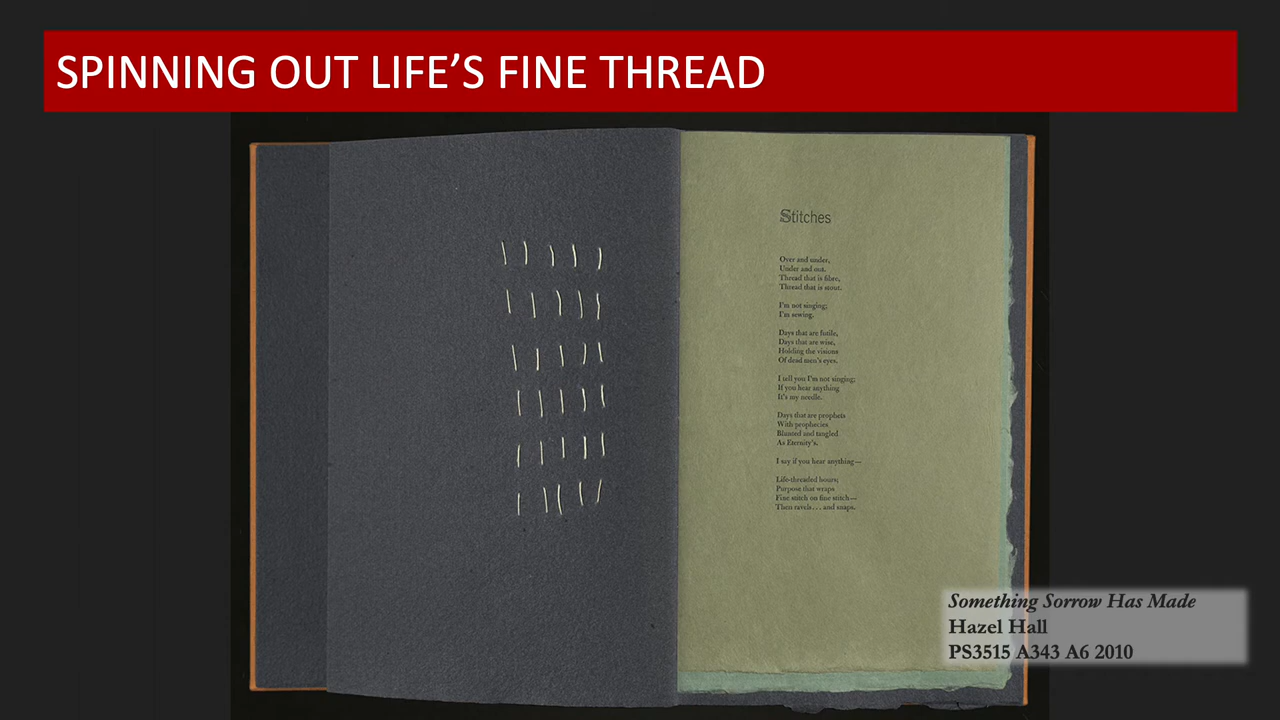 SPINNING OUT LIFE’S FINE THREAD
Stitches
Over and under,
Under and out.
Thread that is fibre,
Thread that is stout.
I'm not singing;
I'm sewing.
Days that are futile,
Days that are wise,
Holding the visions
Of dead men's eyes.
I tell you I'm not singing;
If you hear anything
It's my needle.
Days that are prophets
With prophecies
Blunted and tangled
As Eternity's.
I say if you hear anything—
Life-threaded hours;
Purpose that wraps
Fine stitch on fine stitch—
Then ravels . . . and snaps.
Something Sorrow Has Made
Hazel Hall
PS3515 A343 A6 2010